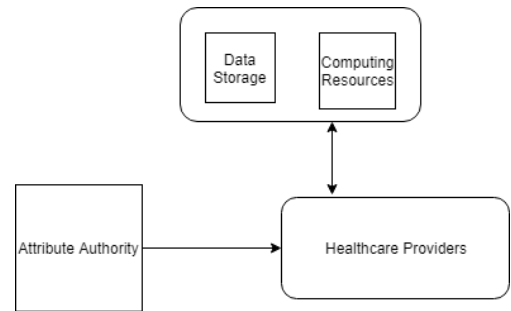 Data
Storage
Computing
Resources
Attribute Authority
Healthcare Providers